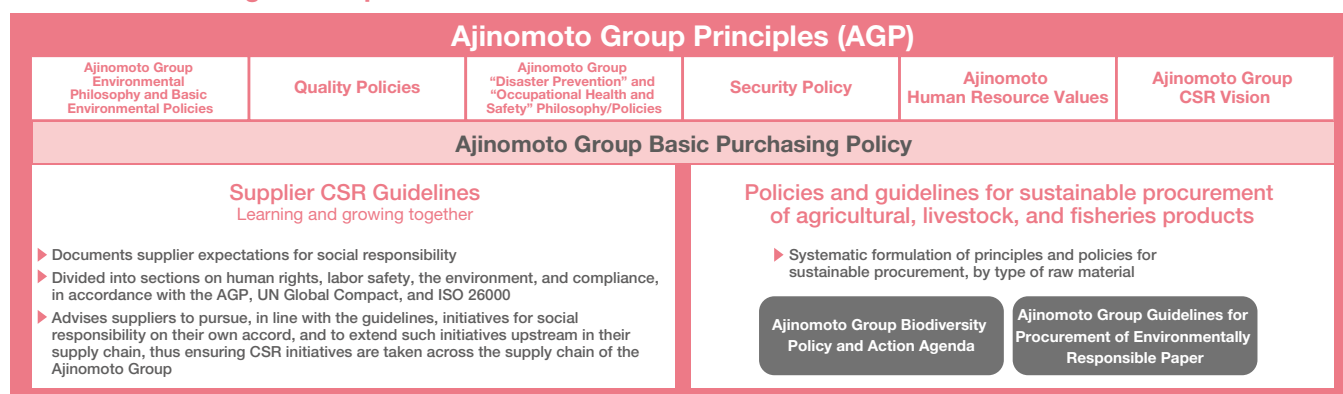 Ajinomoto Group Principles (AGP)
Ajinomoto Group
Environmental
Philosophy and Basic
Environmental Policies
Quality Policies
Ajinomoto Group
“Disaster Prevention” and
“Occupational Health and
Safety” Philosophy/Policies
Security Policy
Ajinomoto
Human Resource Values
Ajinomoto Group
CSR Vision
Ajinomoto Group Basic Purchasing Policy
Supplier CSR Guidelines
Learning and growing together
Documents supplier expectations for social responsibility
Divided into sections on human rights, labor safety, the environment, and compliance,
in accordance with the AGP, UN Global Compact, and ISO 26000
Advises suppliers to pursue, in line with the guidelines, initiatives for social
responsibility on their own accord, and to extend such initiatives upstream in their
supply chain, thus ensuring CSR initiatives are taken across the supply chain of the
Ajinomoto Group
Policies and guidelines for sustainable procurement
of agricultural, livestock, and fisheries products
Systematic formulation of principles and policies for
sustainable procurement, by type of raw material
Ajinomoto Group Biodiversity
Policy and Action Agenda
Ajinomoto Group Guidelines for
Procurement of Environmentally
Responsible Paper